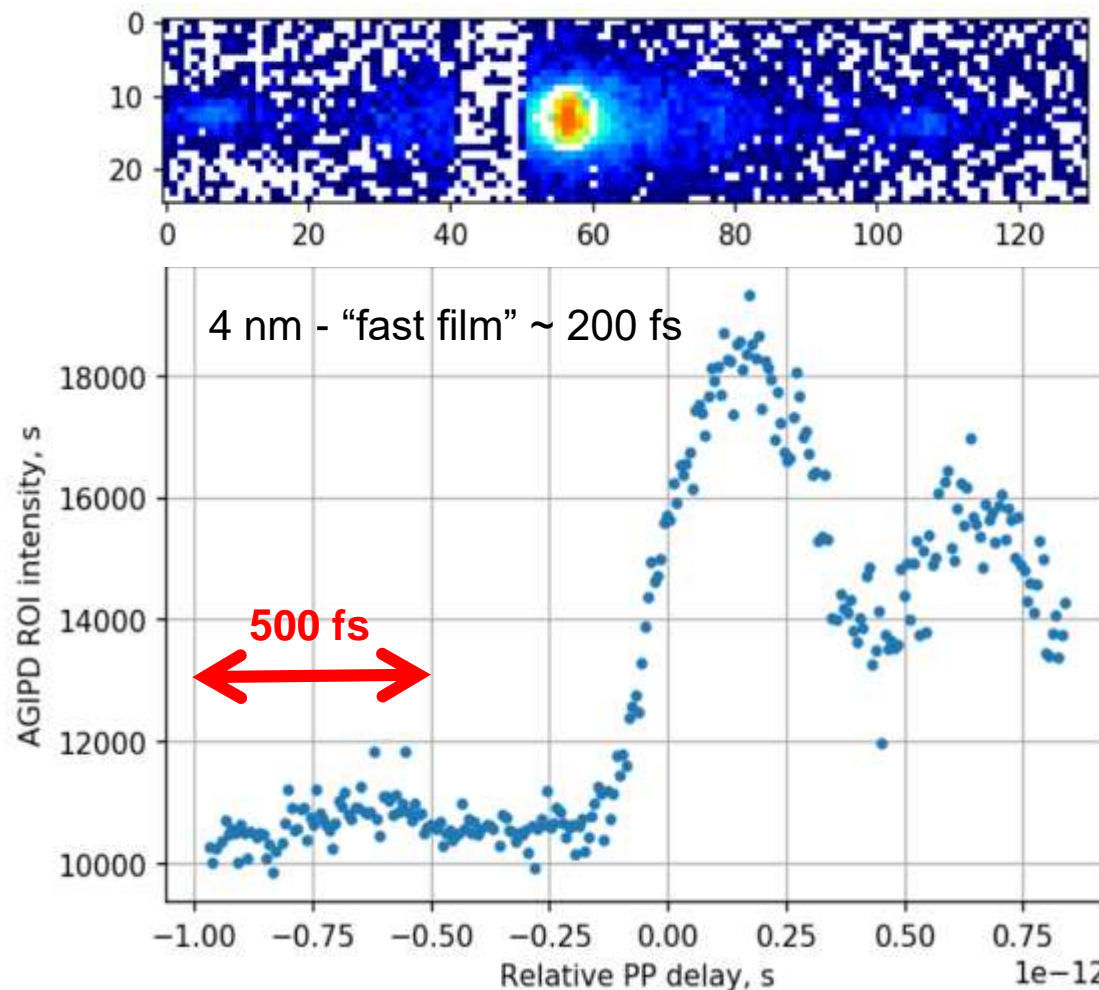 0
10
20
0 20 40 60 80 100 120
4 nm - “fast film” ~ 200 fs
18000
16000
14000
12000
10000
AGIPD ROI intensity, s
500 fs
−1.00 −0.75 −0.50 −0.25 0.00 0.25 0.50 0.75
1e−12
Relative PP delay, s